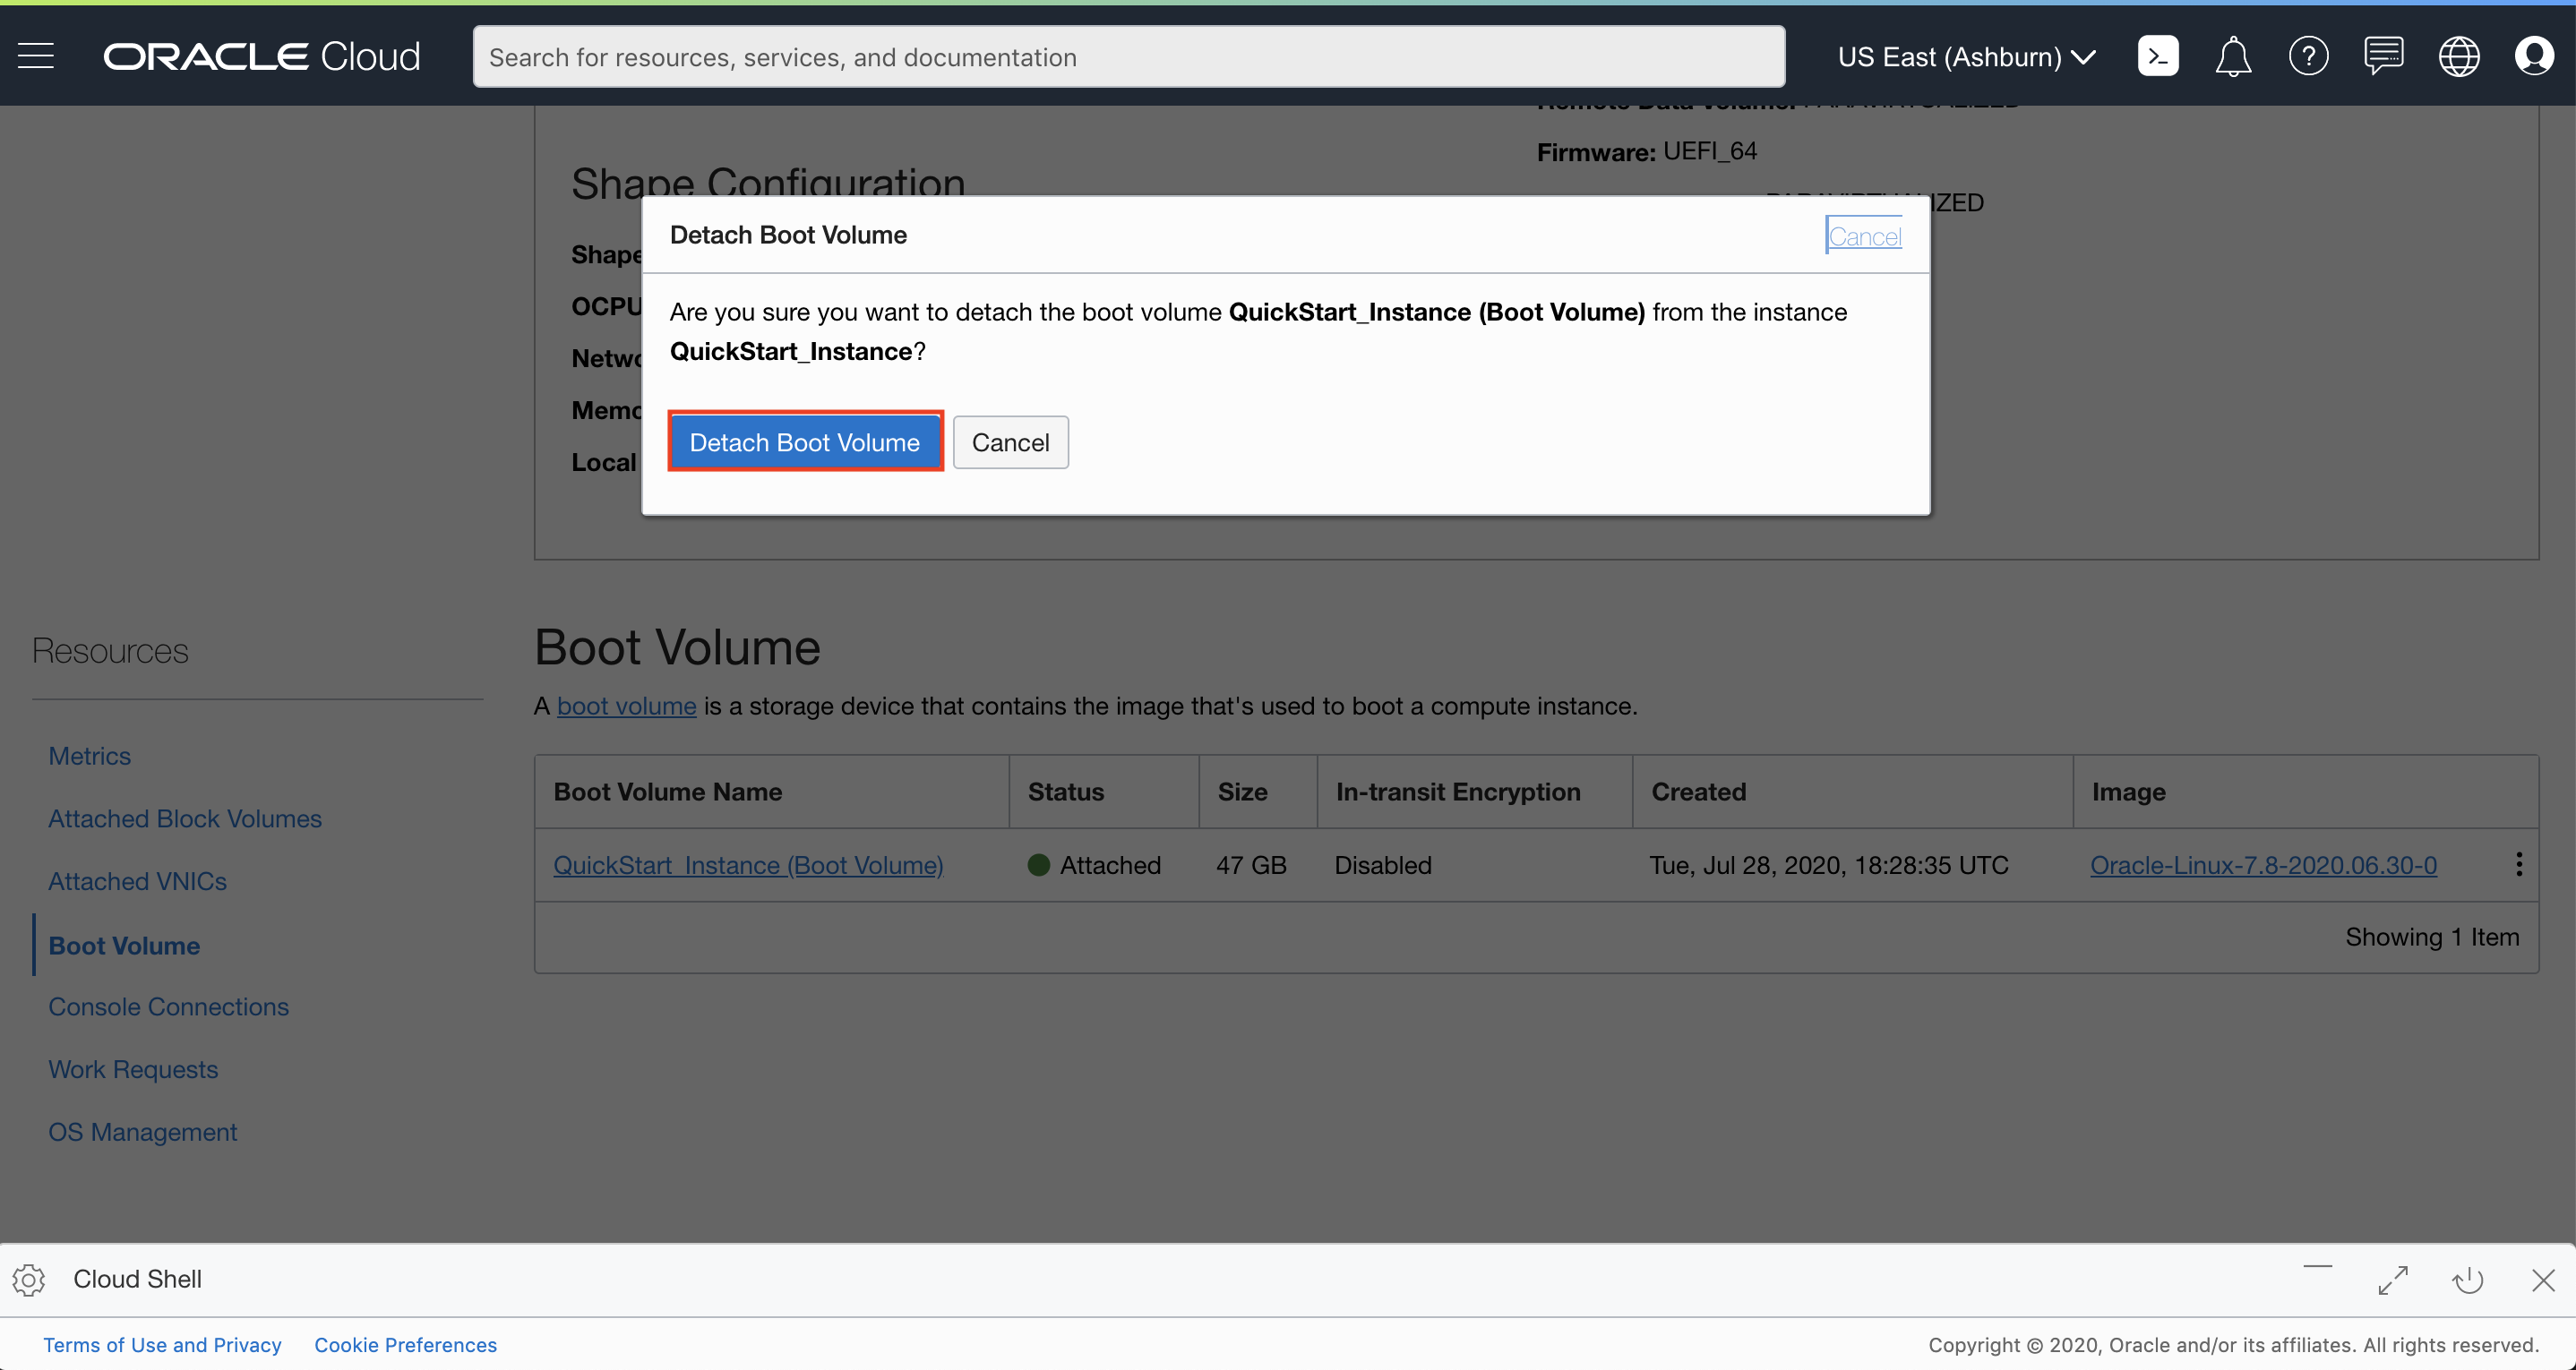 ORACLE Cloud
Search for resources, services, and documentation
US East (Ashburn)
Firmware: UEFI_64
Shape Configuration
Detach Boot Volume
Cancel
Shape
OCPU
Are you sure you want to detach the boot volume QuickStart_Instance (Boot Volume) from the instance
QuickStart_Instance?
Detach Boot Volume
Cancel
Local
Resources
Metrics
Attached Block Volumes
Attached VNICs
Boot Volume
Console Connections
Work Requests
OS Management
Boot Volume
A boot volume is a storage device that contains the image that's used to boot a compute instance.
Boot Volume Name Status Size In-transit Encryption Created Image
QuickStart_Instance (Boot Volume) Attached 47 GB Disabled Tue, Jul 28, 2020, 18:28:35 UTC Oracle-Linux-7.8-2020.06.30-0
Showing 1 Item
Cloud Shell
Terms of Use and Privacy Cookie Preferences
Copyright © 2020, Oracle and/or its affiliates. All rights reserved.